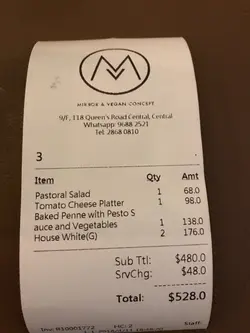 M
MIRROR & VEGAN CONCEPT
9/F, 118 Queen's Road Central, Central
Whatsapp: 9688 2521
Tel: 2868 0810
3
Item Qty Amt
Pastoral Salad 1 68.0
Tomato Cheese Platter 1 98.0
Baked Penne with Pesto S
auce and Vegetables 1 138.0
House White(G) 2 176.0
Sub Ttl: $480.0
SrvChg: $48.0
Total: $528.0
Staff: